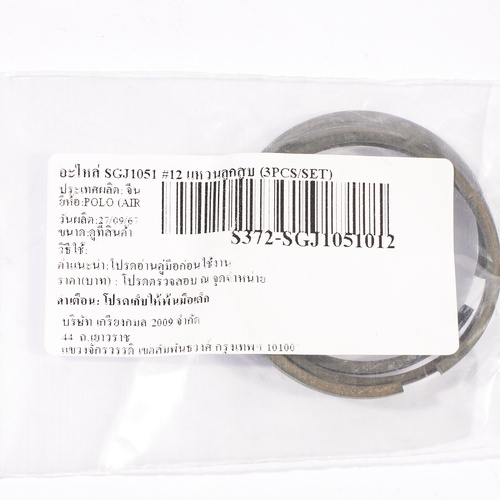 อะไหล่ SGJ1051 #12 แหวนลูกสูบ (3PCS/SET)
ประเทศผลิต: จีน
ยี่ห้อ:POLO (AIR
วันผลิต:27/09/67
ขนาด:ดูที่สินค้า
S372-SGJ1051012
วิธีใช้:
คำแนะนำ: โปรดอ่านคู่มือก่อนใช้งาน
ราคา(บาท) : โปรดตรวจสอบ ณ จุดจำหน่าย
คำเตือน: โปรดเก็บให้พ้นมือเด็ก
บริษัท เกรียงกมล 2009 จำกัด
44 ถ.เยาวราช
แขวงจักรวรรดิ เขตสัมพันธวงศ์ กรุงเทพฯ 10100